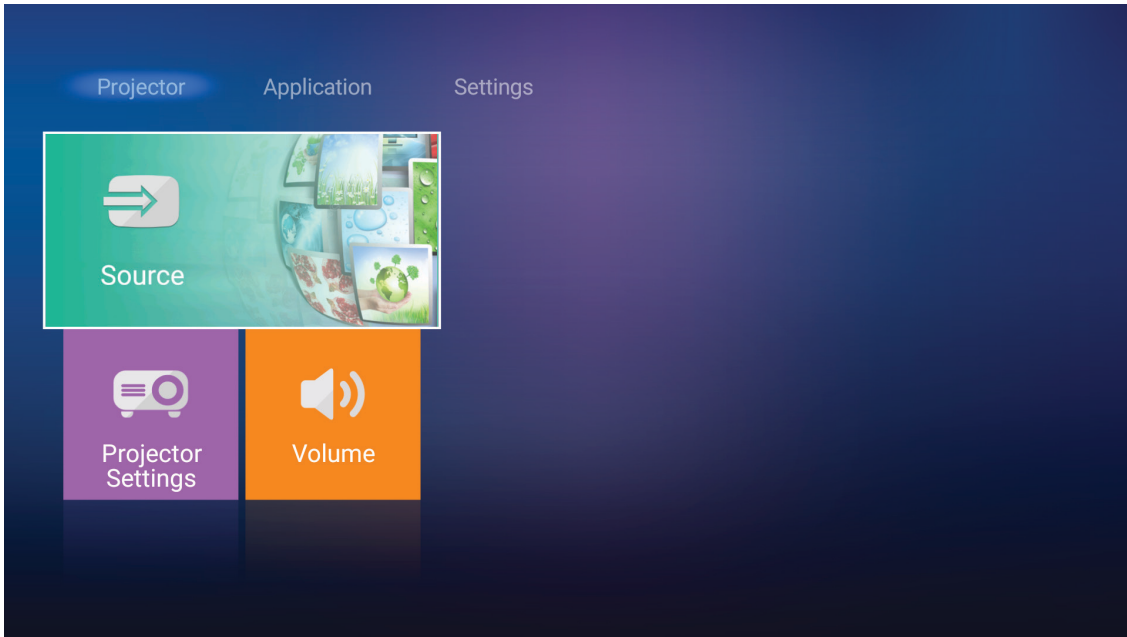 Projector Application Settings
Source
Projector
Settings
Volume